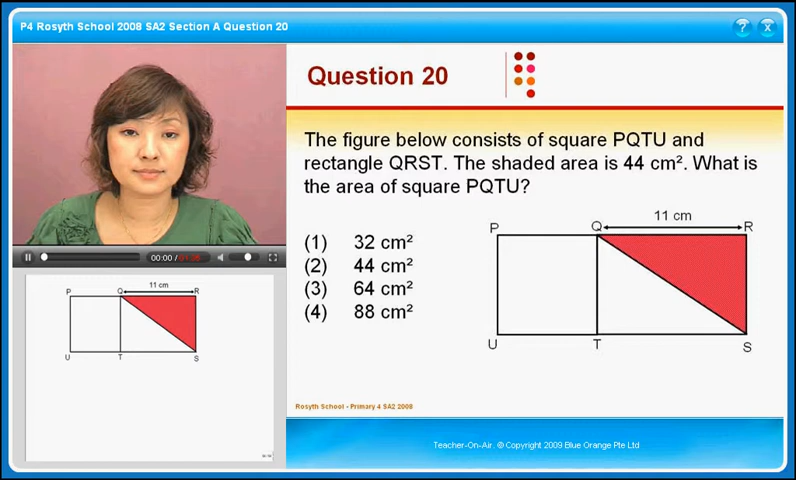 P4 Rosyth School 2008 SA2 Section A Question 20
? x
Question 20
The figure below consists of square PQTU and
rectangle QRST. The shaded area is 44 cm². What is
the area of square PQTU?
11 cm
P Q R
(1) 32 cm²
(2) 44 cm²
(3) 64 cm²
(4) 88 cm²
U T S
00:00
11 cm
P Q R
U T S
Rosyth School - Primary 4 SA2 2008
Teacher-On-Air. © Copyright 2009 Blue Orange Pte Ltd